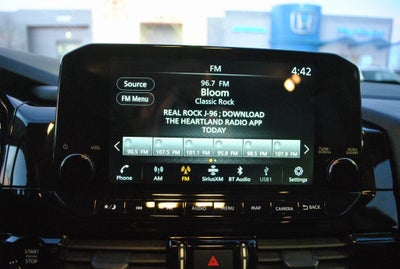 FM
4:42
Source
96.7 FM
Bloom
FM Menu
Classic Rock
REAL ROCK J-96 ; DOWNLOAD
THE HEARTLAND RADIO APP
TODAY
90.5 FM 107.5 FM 101.1 FM 95.9 FM 98.5 FM 107.9 FM
Phone AM FM SiriusXM BT Audio USB1 Settings
VOL
AUDIO MENU MAP CAMERA BACK
START
STOP